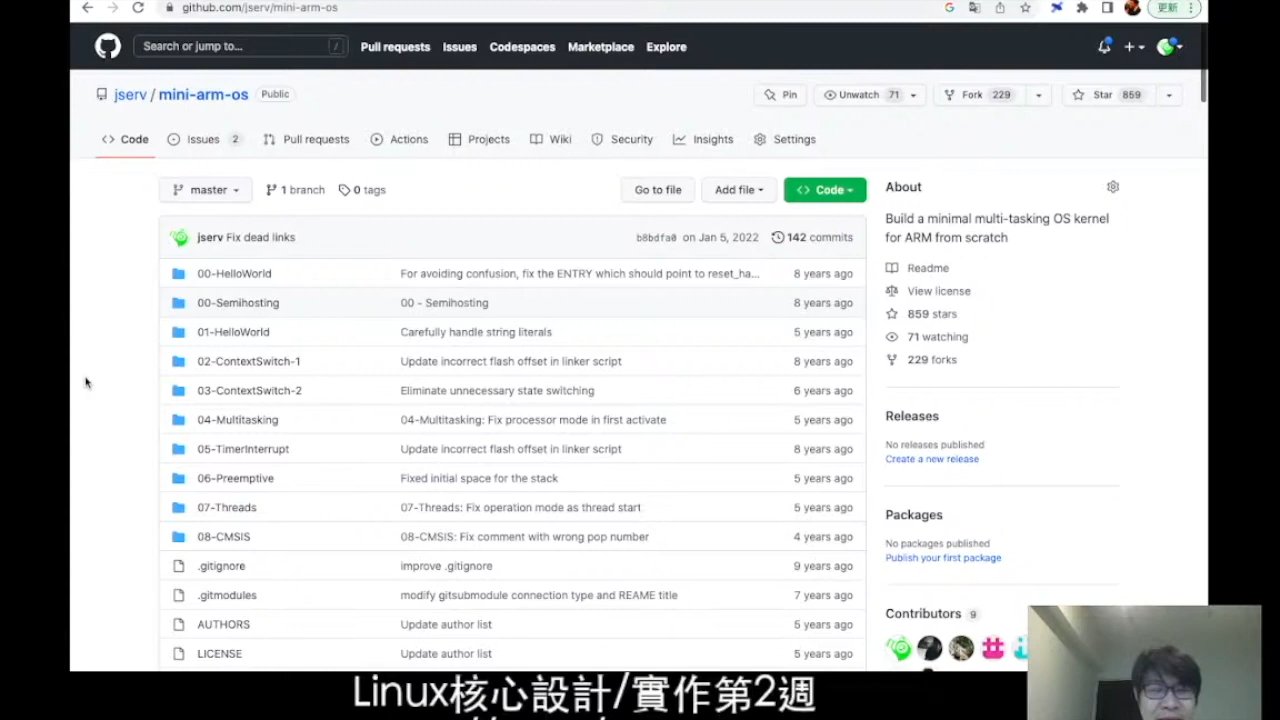 github.com/jserv/mini-arm-os
更新
Search or jump to... /
Pull requests Issues Codespaces Marketplace Explore
jserv / mini-arm-os Public
Pin Unwatch 71 Fork 229 Star 859
Code Issues 2 Pull requests Actions Projects Wiki Security Insights Settings
master 1 branch 0 tags Go to file Add file Code
jserv Fix dead links b8bdfa0 on Jan 5, 2022 142 commits
00-HelloWorld For avoiding confusion, fix the ENTRY which should point to reset_ha... 8 years ago
00-Semihosting 00 - Semihosting 8 years ago
01-HelloWorld Carefully handle string literals 5 years ago
02-ContextSwitch-1 Update incorrect flash offset in linker script 8 years ago
03-ContextSwitch-2 Eliminate unnecessary state switching 6 years ago
04-Multitasking 04-Multitasking: Fix processor mode in first activate 5 years ago
05-TimerInterrupt Update incorrect flash offset in linker script 8 years ago
06-Preemptive Fixed initial space for the stack 5 years ago
07-Threads 07-Threads: Fix operation mode as thread start 5 years ago
08-CMSIS 08-CMSIS: Fix comment with wrong pop number 4 years ago
.gitignore improve .gitignore 9 years ago
.gitmodules modify gitsubmodule connection type and REAME title 7 years ago
AUTHORS Update author list 5 years ago
LICENSE Update author list 5 years ago
About
Build a minimal multi-tasking OS kernel
for ARM from scratch
Readme
View license
859 stars
71 watching
229 forks
Releases
No releases published
Create a new release
Packages
No packages published
Publish your first package
Contributors 9
Linux核心設計/實作第2週